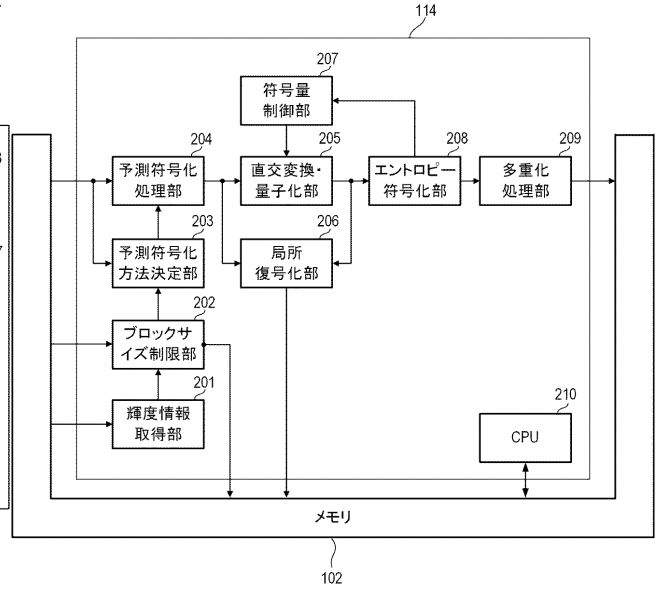 114
207
符号量
制御部
204
予測符号化
処理部
205
直交変換・
量子化部
208
エントロピー
符号化部
209
多重化
処理部
203
予測符号化
方法決定部
206
局所
復号化部
202
ブロックサ
イズ制限部
201
輝度情報
取得部
210
CPU
メモリ
102